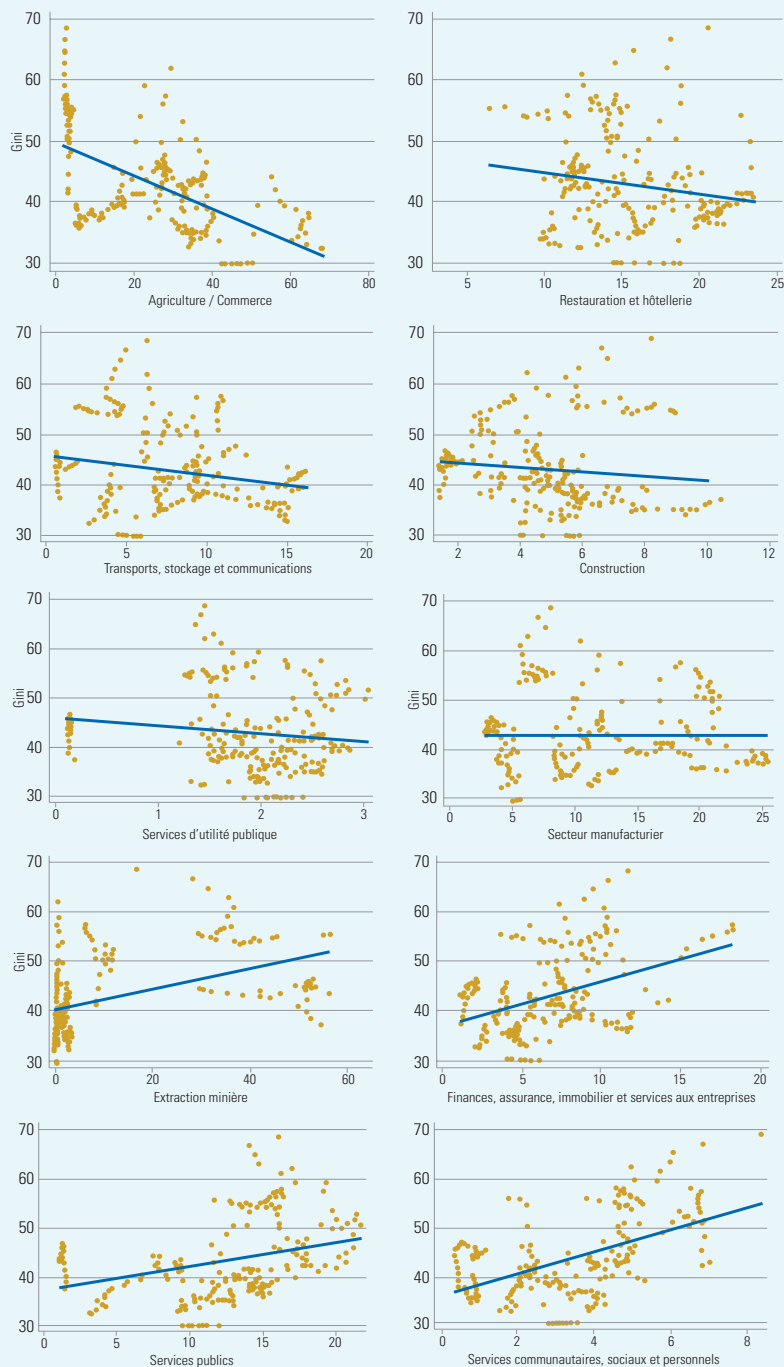 70
60
50
40
30
Gini
0 20 40 60 80
Agriculture / Commerce
70
60
50
40
30
5 10 15 20 25
Restauration et hôtellerie
70
60
50
40
30
0 5 10 15 20
Transports, stockage et communications
70
60
50
40
30
2 4 6 8 10 12
Construction
70
60
50
40
30
Gini
0 1 2 3
Services d'utilité publique
70
60
50
40
30
Gini
0 5 10 15 20 25
Secteur manufacturier
70
60
50
40
30
Gini
0 20 40 60
Extraction minière
70
60
50
40
30
0 5 10 15 20
Finances, assurance, immobilier et services aux entreprises
70
60
50
40
30
0 5 10 15 20
Services publics
70
60
50
40
30
2 4 6 8
Services communautaires, sociaux et personnels